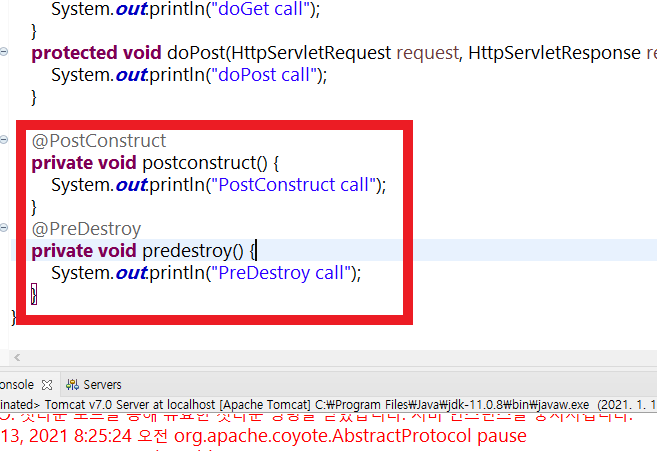 System.out.println("doGet call");
}
protected void doPost(HttpServletRequest request, HttpServletResponse re
System.out.println("doPost call");
}
@PostConstruct
private void postconstruct() {
System.out.println("PostConstruct call");
}
@PreDestroy
private void predestroy() {
System.out.println("PreDestroy call");
}
}
onsole Servers
inated> Tomcat v7.0 Server at localhost [Apache Tomcat] C:₩Program Files₩Java₩jdk-11.0.8₩bin₩javaw.exe (2021. 1. 1
13, 2021 8:25:24 오전 org.apache.coyote.AbstractProtocol pause